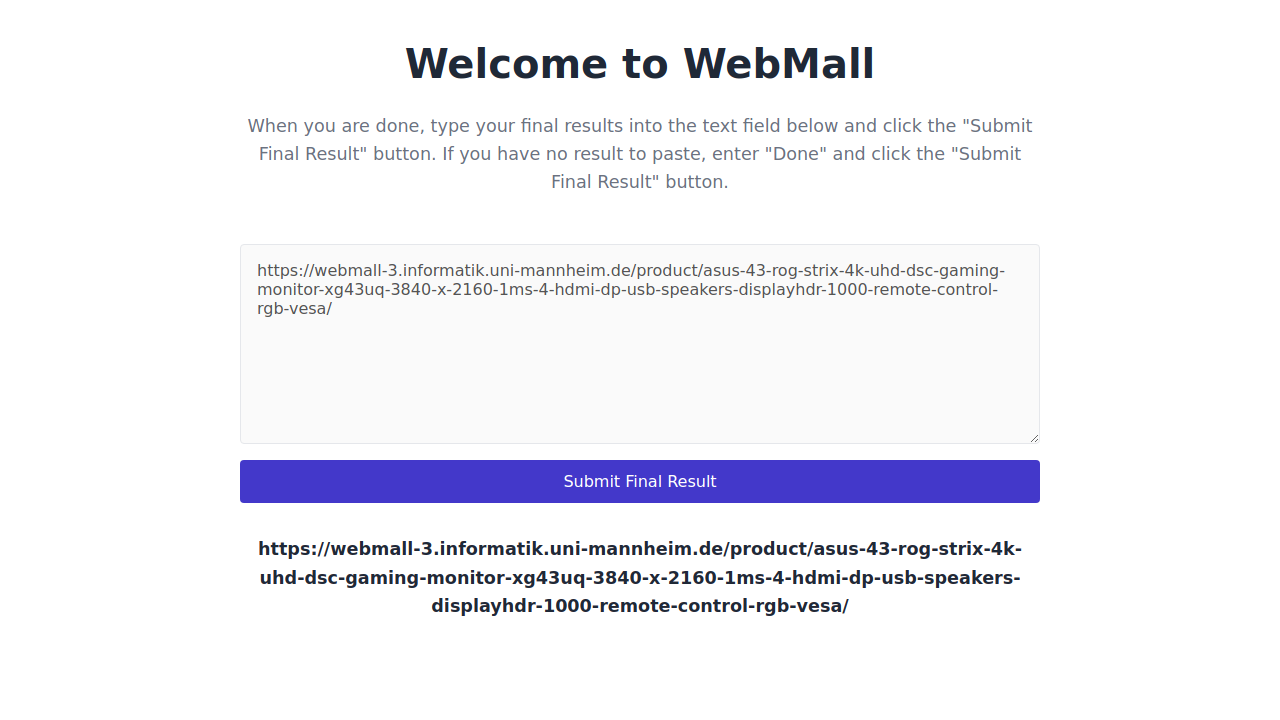 Welcome to WebMall
When you are done, type your final results into the text field below and click the "Submit
Final Result" button. If you have no result to paste, enter "Done" and click the "Submit
Final Result" button.
https://webmall-3.informatik.uni-mannheim.de/product/asus-43-rog-strix-4k-uhd-dsc-gaming-
monitor-xg43uq-3840-x-2160-1ms-4-hdmi-dp-usb-speakers-displayhdr-1000-remote-control-
rgb-vesa/
Submit Final Result
https://webmall-3.informatik.uni-mannheim.de/product/asus-43-rog-strix-4k-
uhd-dsc-gaming-monitor-xg43uq-3840-x-2160-1ms-4-hdmi-dp-usb-speakers-
displayhdr-1000-remote-control-rgb-vesa/